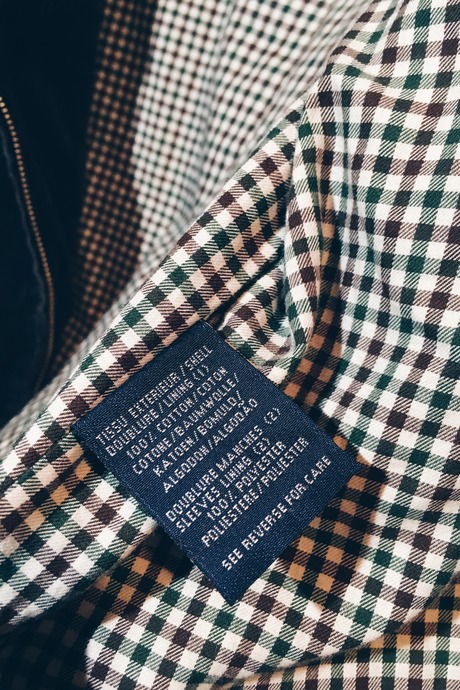 TISSU EXTERIEUR/SHELL
DOUBLURE/LINING (1)
100% COTTON/COTON
COTONE/BAUMWOLLE/
KATOEN/BOMULD/
ALGODON/ALGODAO
DOUBLURE MANCHES (2)
SLEEVES LINING (2)
100% POLYESTER
POLIESTERE/POLIESTER
SEE REVERSE FOR CARE